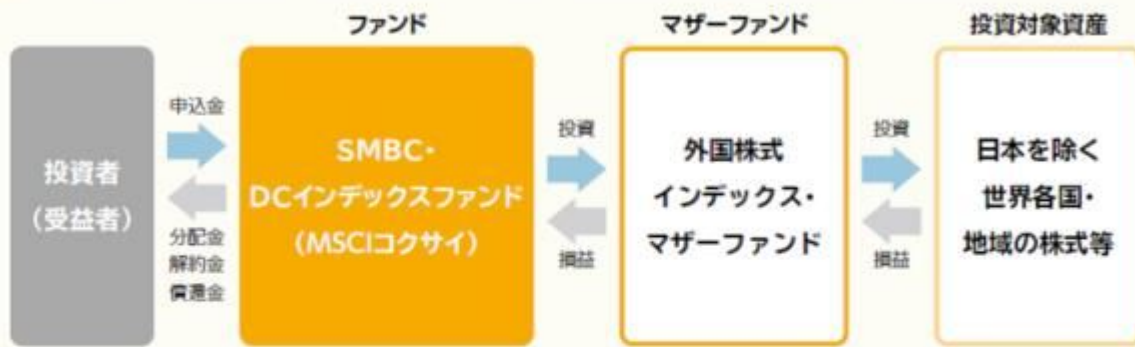 ファンド
マザーファンド
投資対象資産
投資者
(受益者)
申込金
分配金
解約金
償還金
SMBC・
DCインデックスファンド
(MSCIコクサイ)
投資
損益
外国株式
インデックス・
マザーファンド
投資
損益
日本を除く
世界各国・
地域の株式等